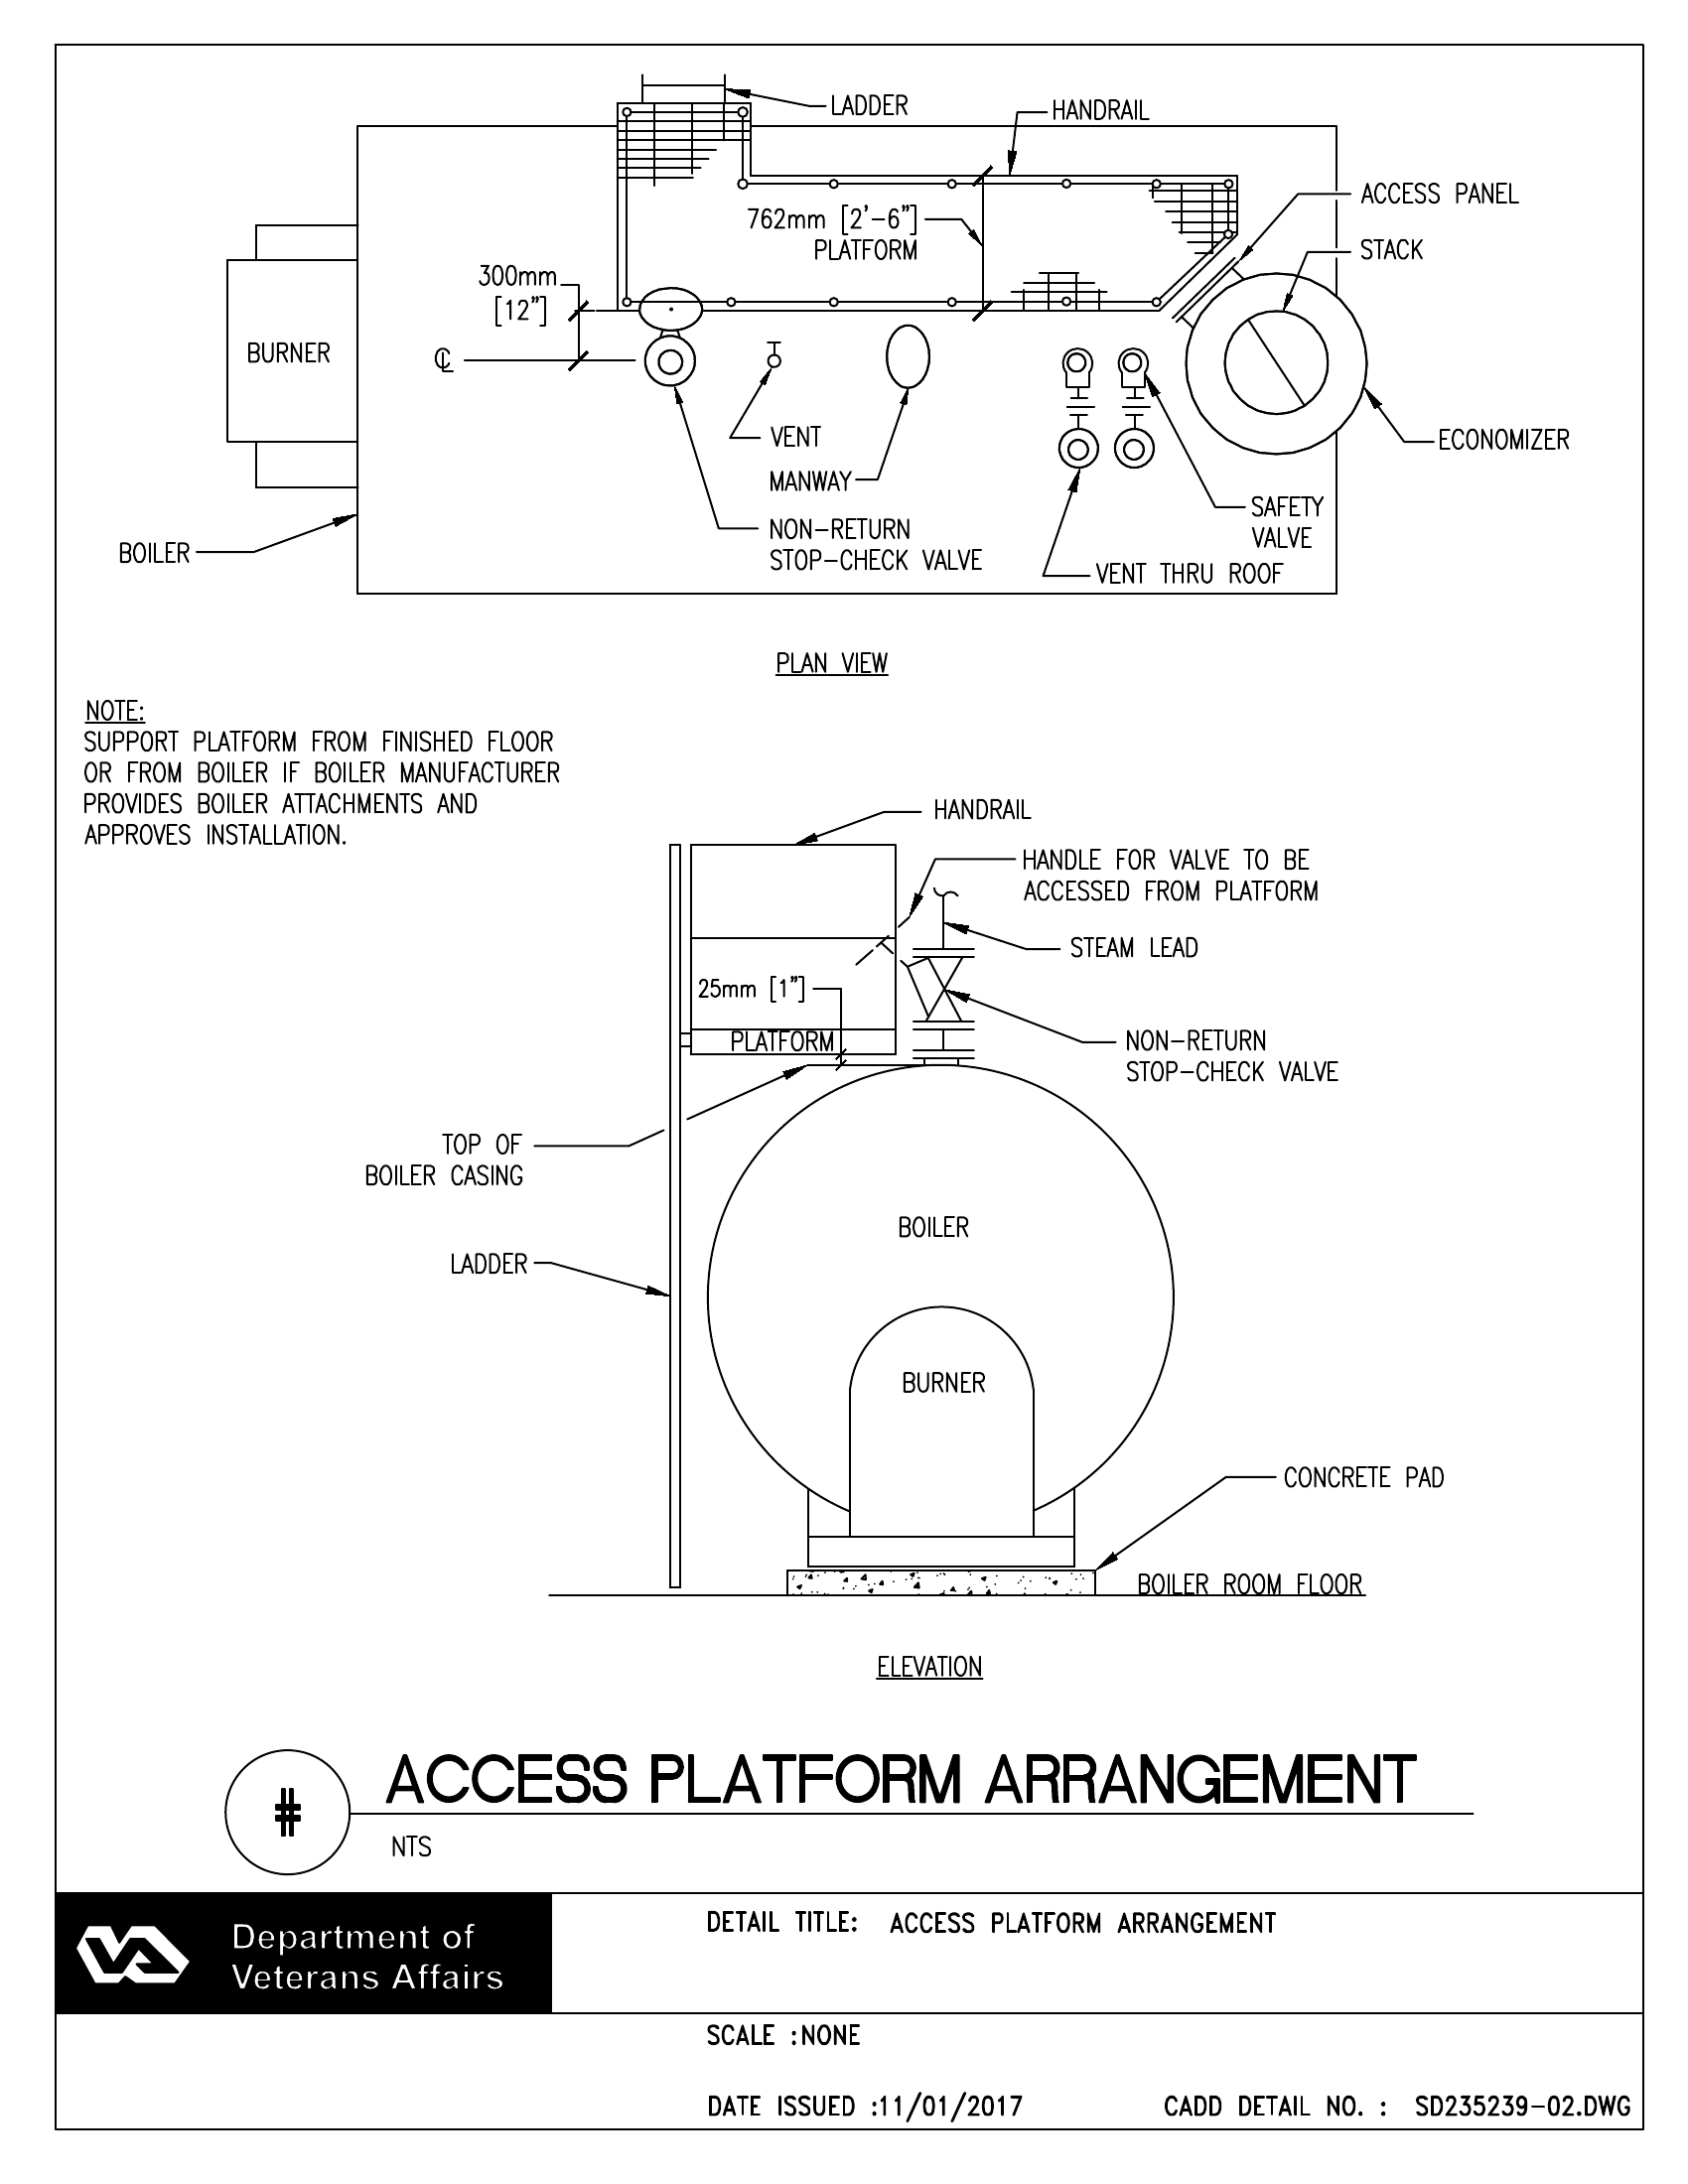 LADDER
HANDRAIL
762mm [2'-6"]
PLATFORM
ACCESS PANEL
STACK
300mm
[12"]
BURNER
℄
VENT
MANWAY
ECONOMIZER
SAFETY
VALVE
NON-RETURN
STOP-CHECK VALVE
BOILER
VENT THRU ROOF
PLAN VIEW
NOTE:
SUPPORT PLATFORM FROM FINISHED FLOOR
OR FROM BOILER IF BOILER MANUFACTURER
PROVIDES BOILER ATTACHMENTS AND
APPROVES INSTALLATION.
HANDRAIL
HANDLE FOR VALVE TO BE
ACCESSED FROM PLATFORM
STEAM LEAD
25mm [1"]
PLATFORM
NON-RETURN
STOP-CHECK VALVE
TOP OF
BOILER CASING
BOILER
LADDER
BURNER
CONCRETE PAD
BOILER ROOM FLOOR
ELEVATION
#
ACCESS PLATFORM ARRANGEMENT
NTS
Department of
Veterans Affairs
DETAIL TITLE: ACCESS PLATFORM ARRANGEMENT
SCALE :NONE
DATE ISSUED :11/01/2017
CADD DETAIL NO. : SD235239-02.DWG